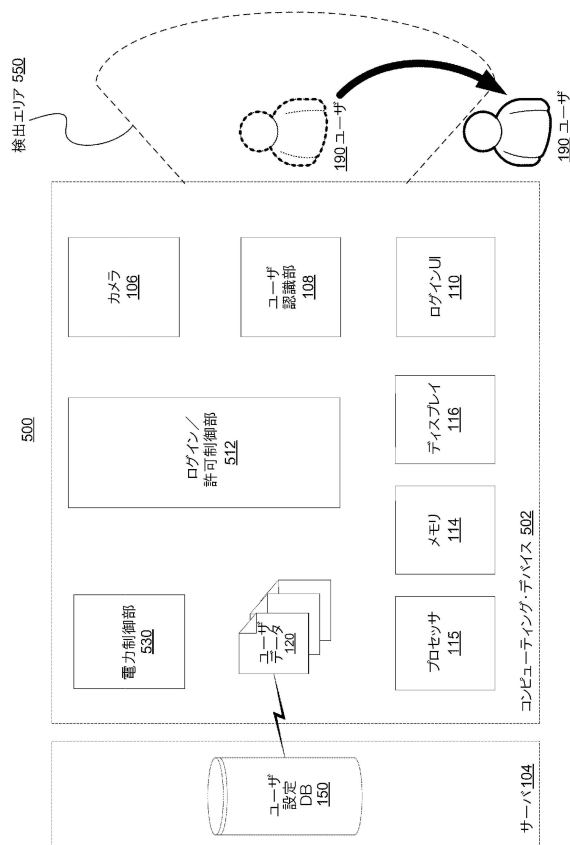 500
検出エリア 550
サーバ 104
ユーザ
設定
DB
150
コンピューティング・デバイス 502
電力制御部
530
ログイン／
許可制御部
512
カメラ
106
ユーザ
データ
120
ユーザ
認識部
108
プロセッサ
115
メモリ
114
ディスプレイ
116
ログインUI
110
190 ユーザ
190 ユーザ